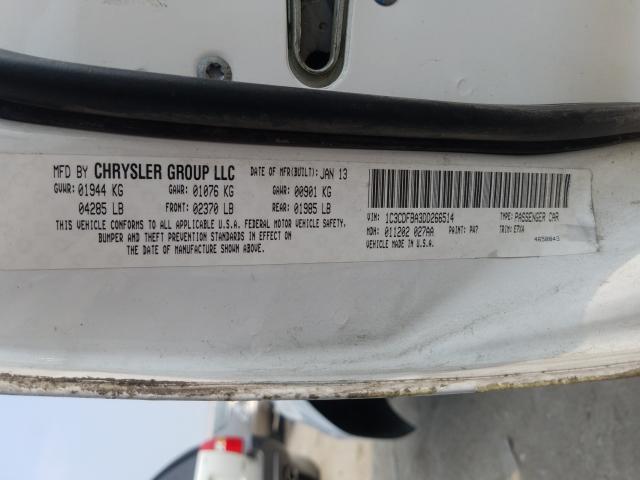 MFD BY CHRYSLER GROUP LLC DATE OF MFR(BUILT): JAN 13
GVWR: 01944 KG GAWR: 01076 KG GAWR: 00901 KG
04285 LB FRONT: 02370 LB REAR: 01985 LB
THIS VEHICLE CONFORMS TO ALL APPLICABLE U.S.A. FEDERAL MOTOR VEHICLE SAFETY,
BUMPER AND THEFT PREVENTION STANDARDS IN EFFECT ON
THE DATE OF MANUFACTURE SHOWN ABOVE.
VIN: 1C3CDFBA3DD266514 TYPE: PASSENGER CAR
MDH: 011202 027AA PAINT: PW7 TRIM: E7XA
VEHICLE MADE IN U.S.A. 4650843